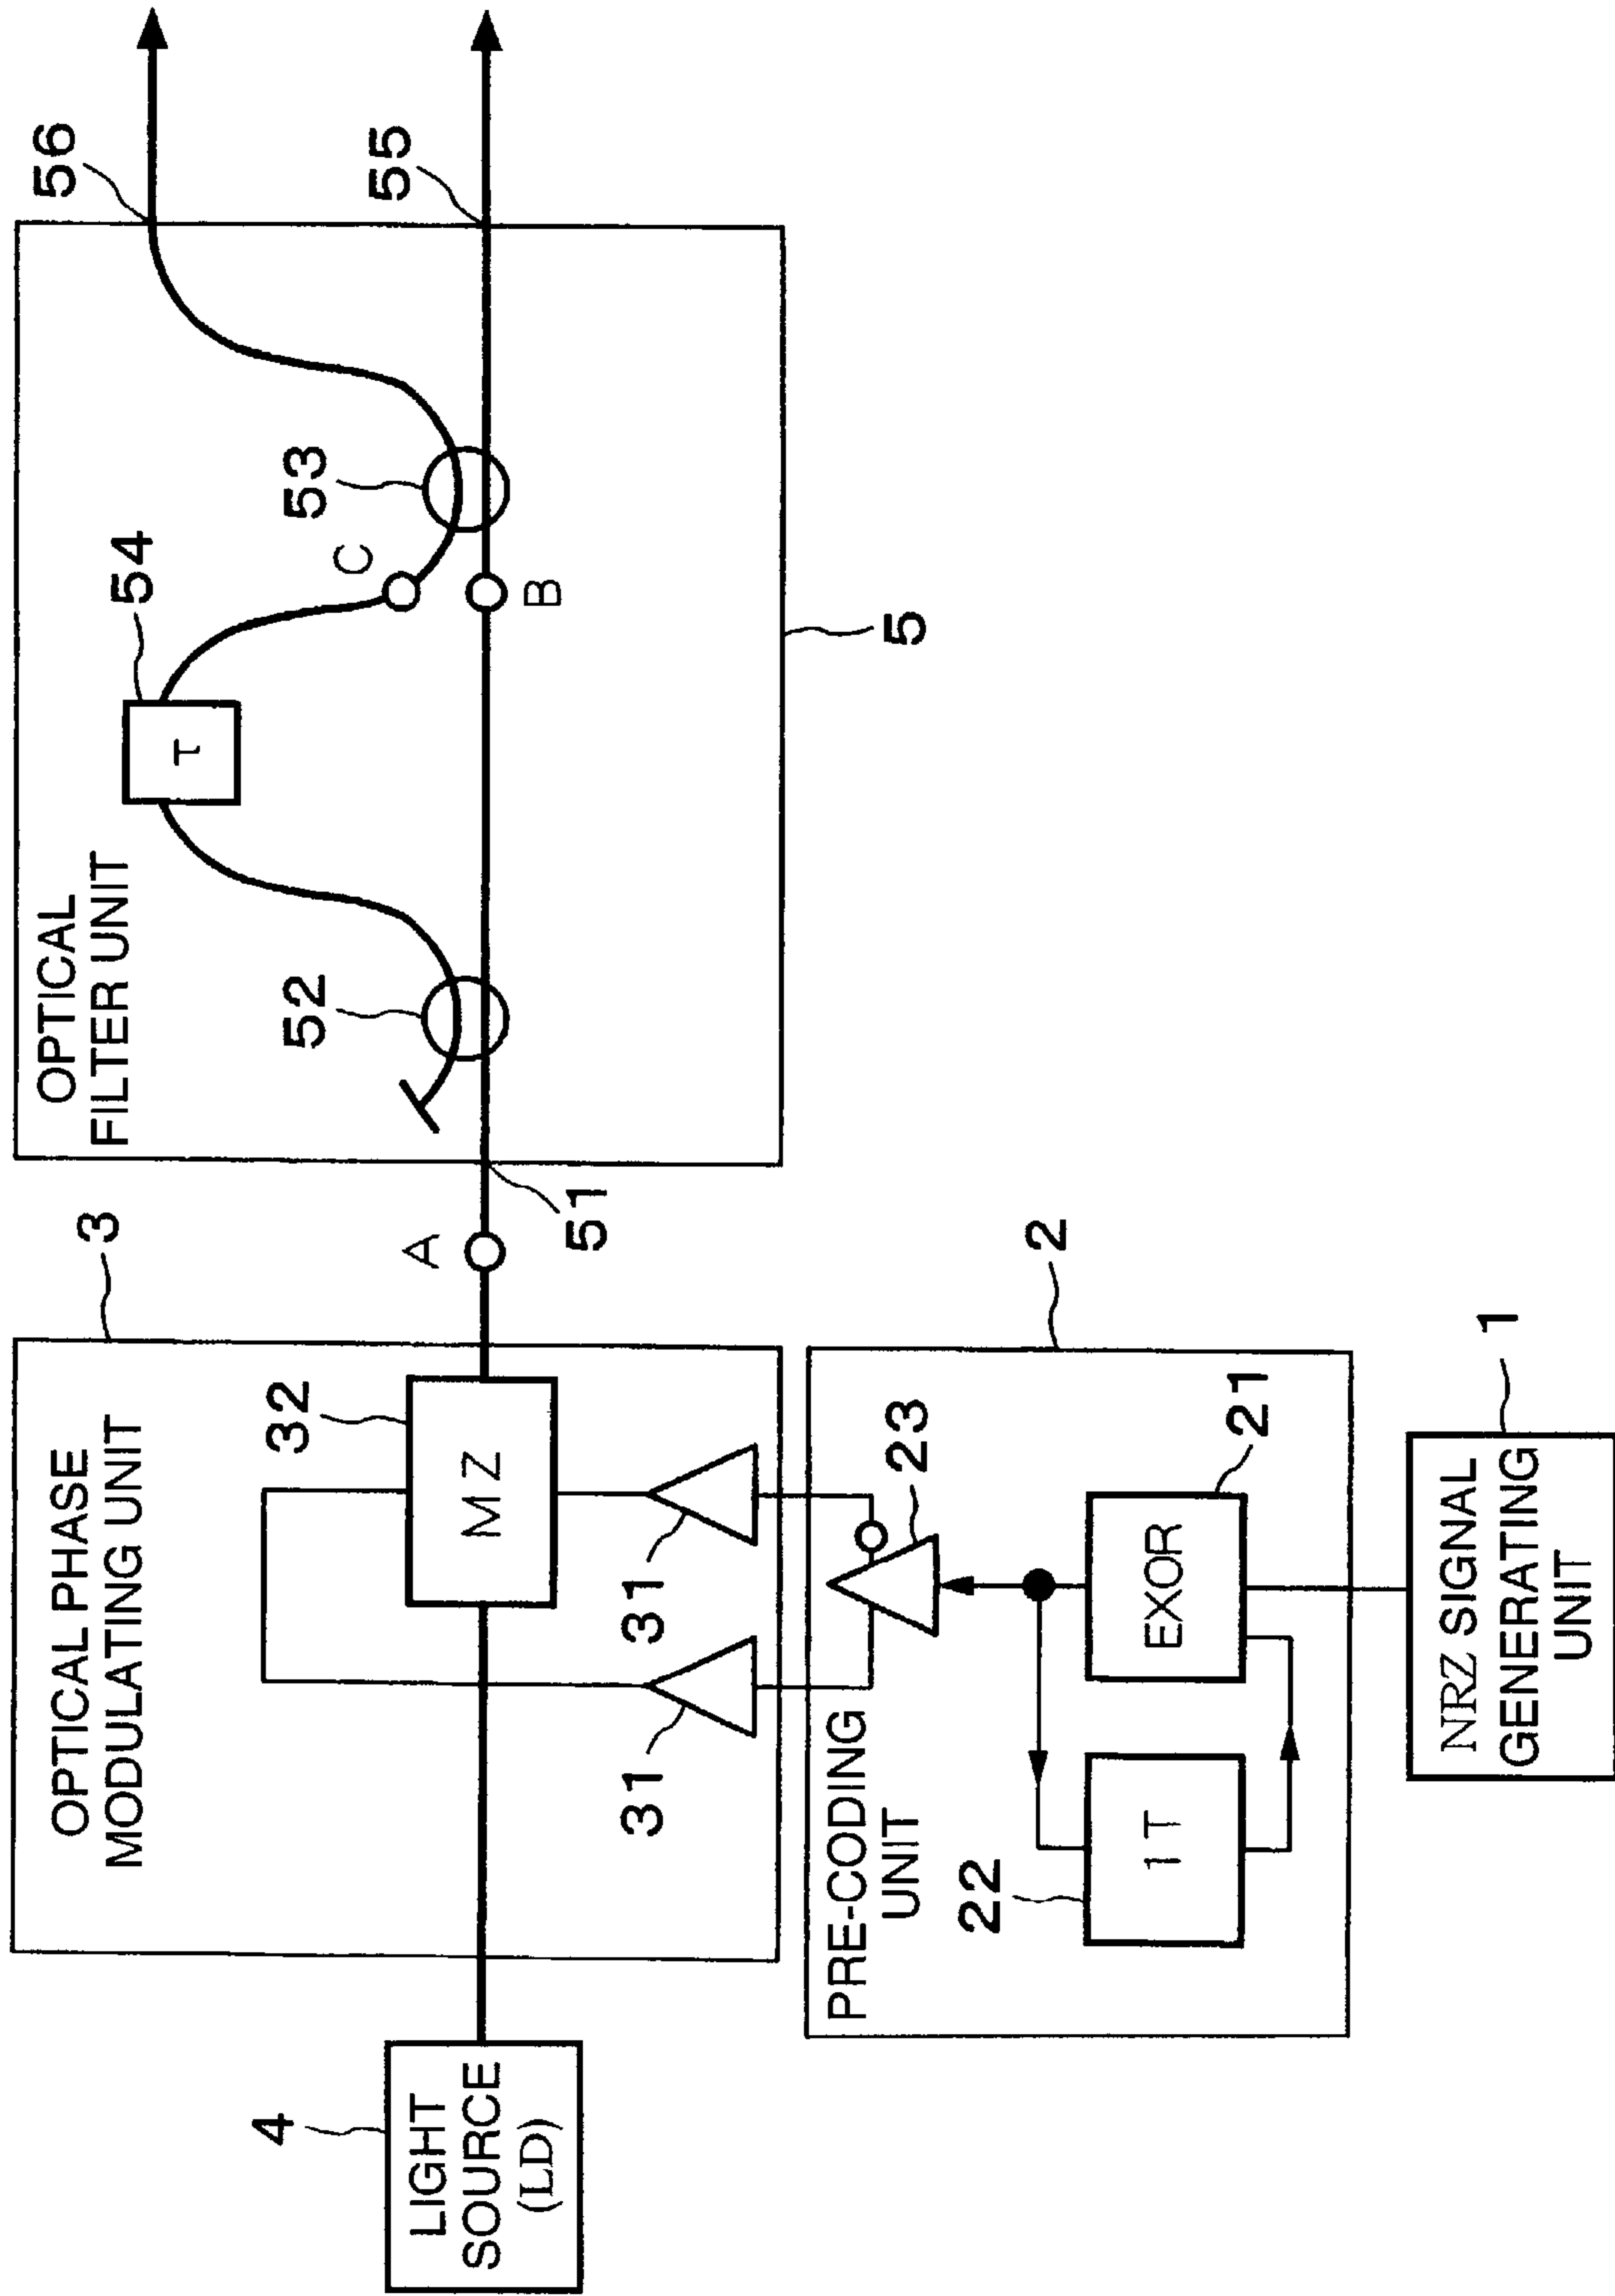 OPTICAL PHASE
MODULATING UNIT
3
32
M Z
31
31
A
OPTICAL
FILTER UNIT
54
τ
56
52
53
C
B
55
51
5
4
LIGHT
SOURCE
(LD)
PRE-CODING
UNIT
2
23
22
1T
EXOR
21
NRZ SIGNAL
GENERATING
UNIT
1